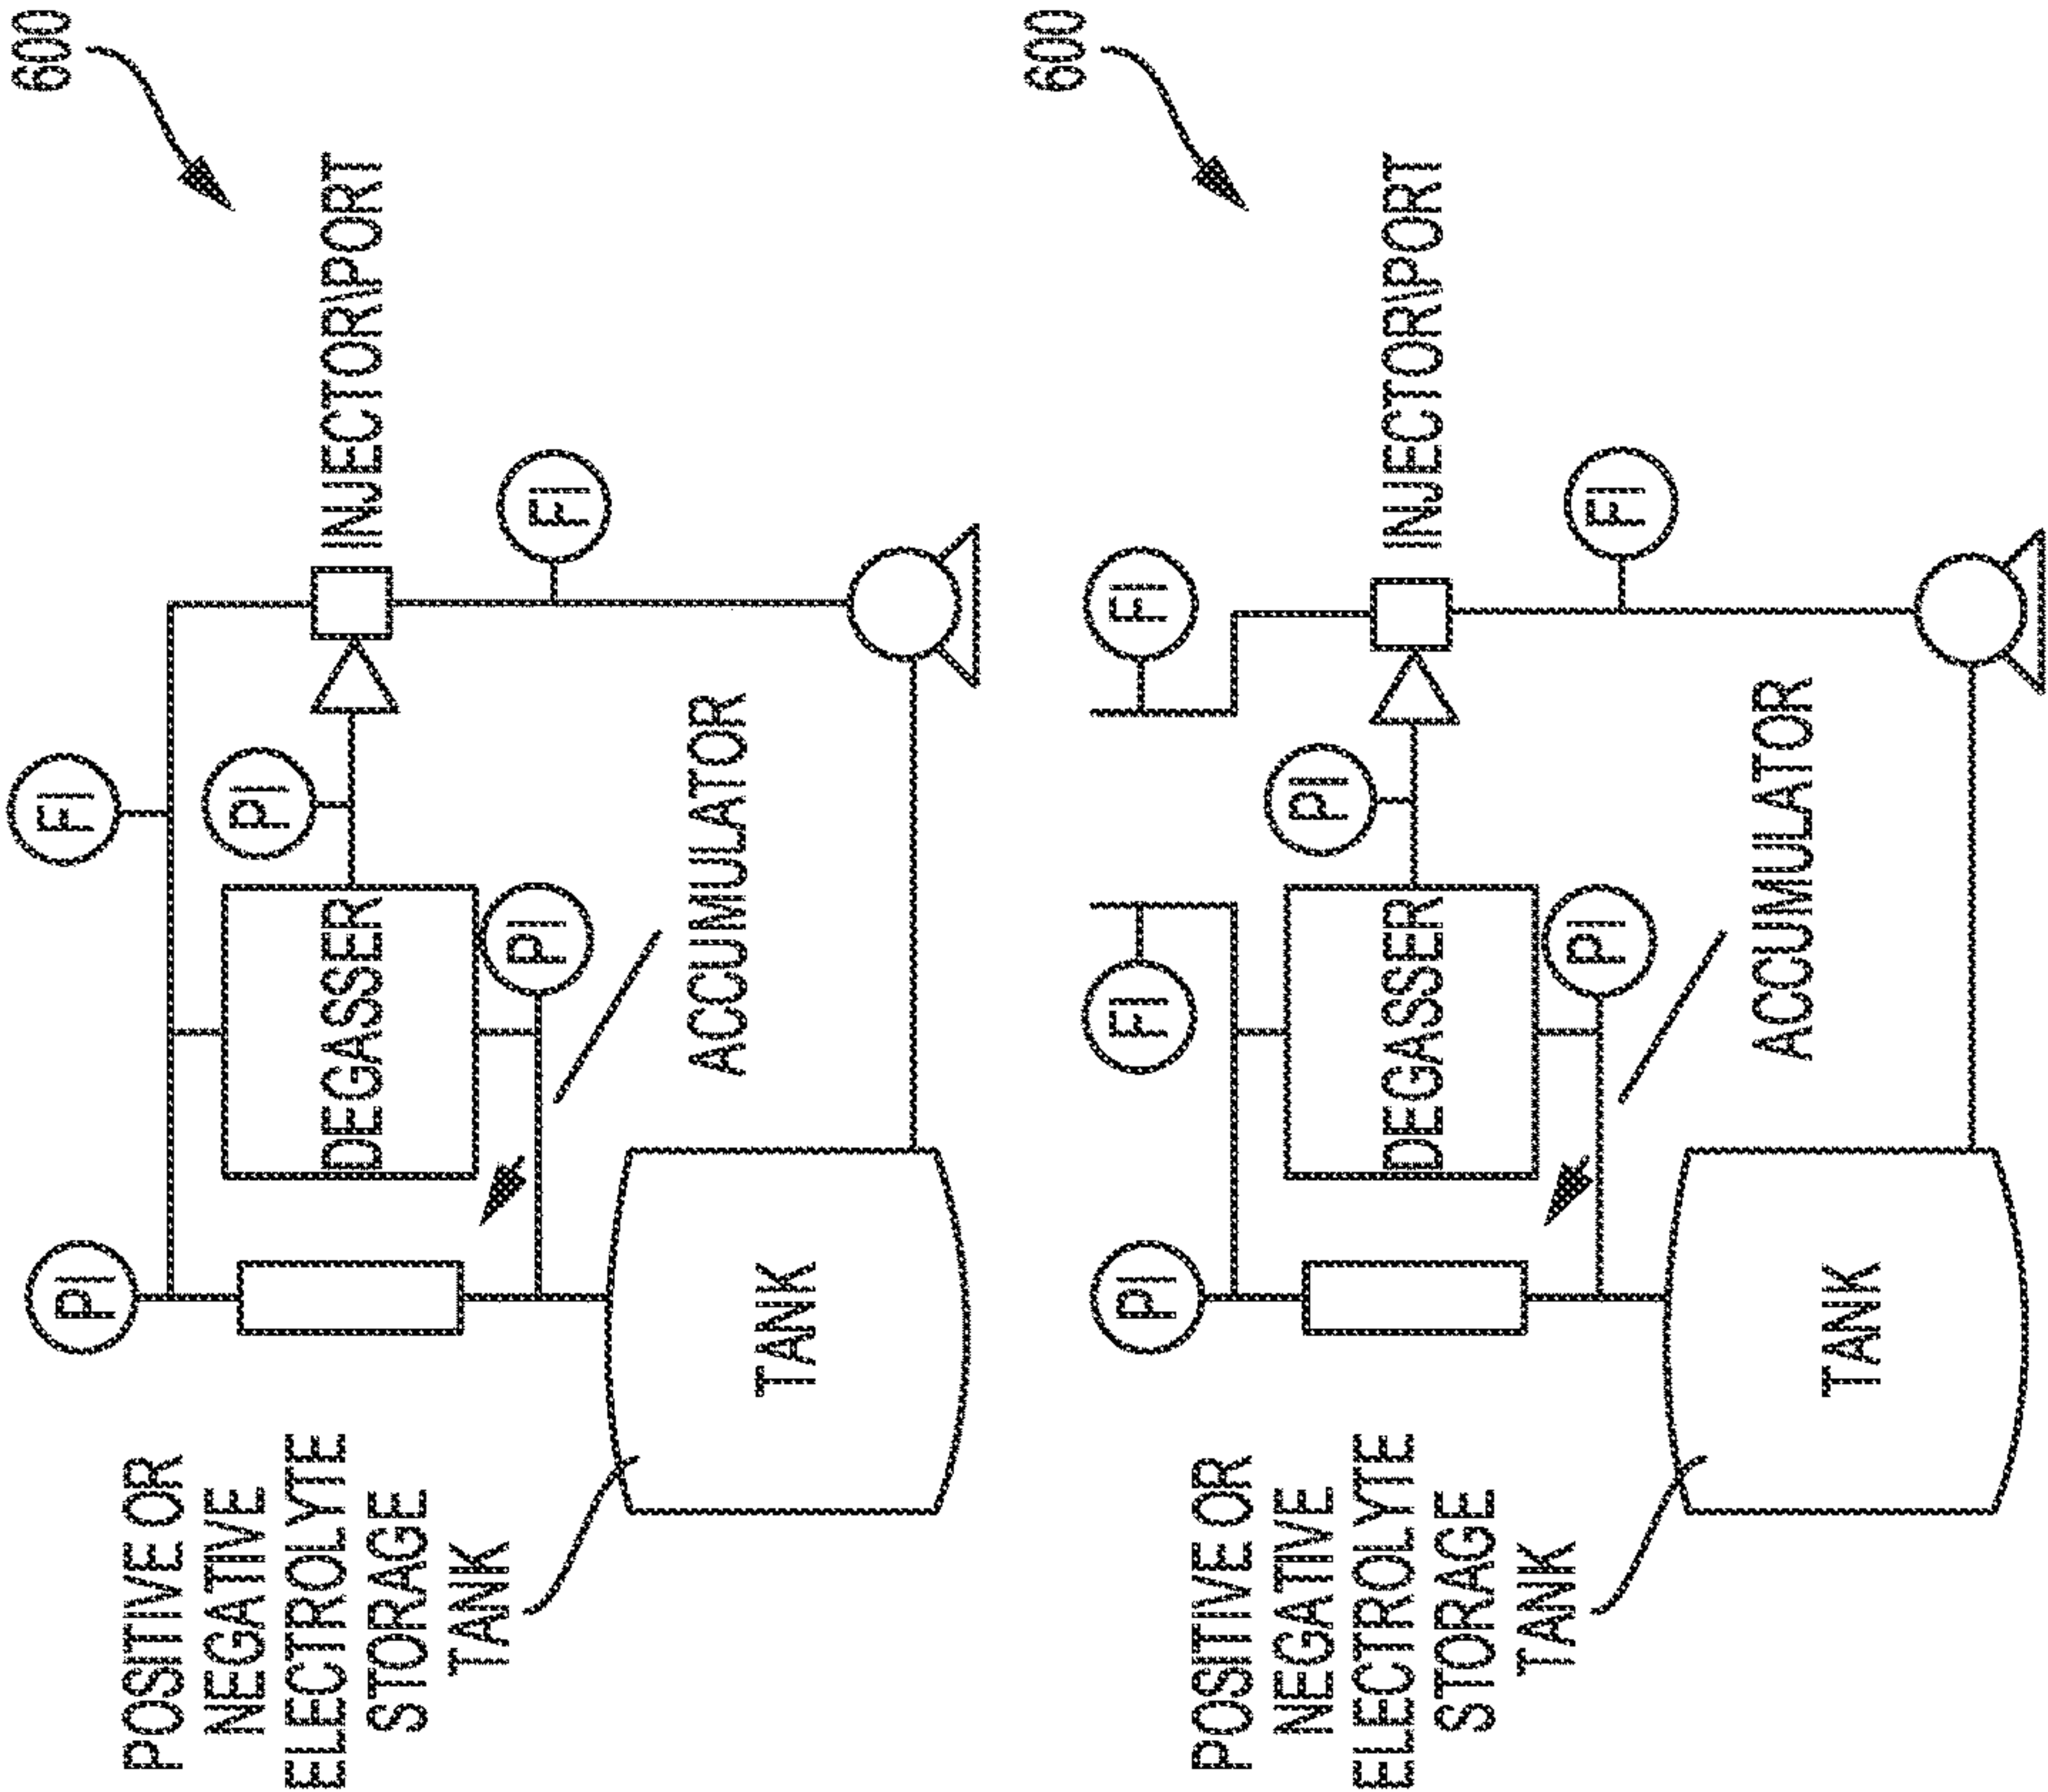 600
PI
FI
POSITIVE OR
NEGATIVE
ELECTROLYTE
STORAGE
TANK
PI
DEGASSER
INJECTOR\PORT
PI
FI
ACCUMULATOR
TANK
600
PI
FI
FI
POSITIVE OR
NEGATIVE
ELECTROLYTE
STORAGE
TANK
PI
DEGASSER
INJECTOR\PORT
PI
FI
ACCUMULATOR
TANK